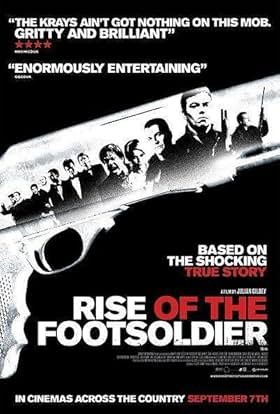 "THE KRAYS AIN'T GOT NOTHING ON THIS MOB.
GRITTY AND BRILLIANT"
"ENORMOUSLY ENTERTAINING"
BASED ON
THE SHOCKING
TRUE STORY
A FILM BY JULIAN GILBEY
RISE OF THE
FOOTSOLDIER
IN CINEMAS ACROSS THE COUNTRY SEPTEMBER 7TH